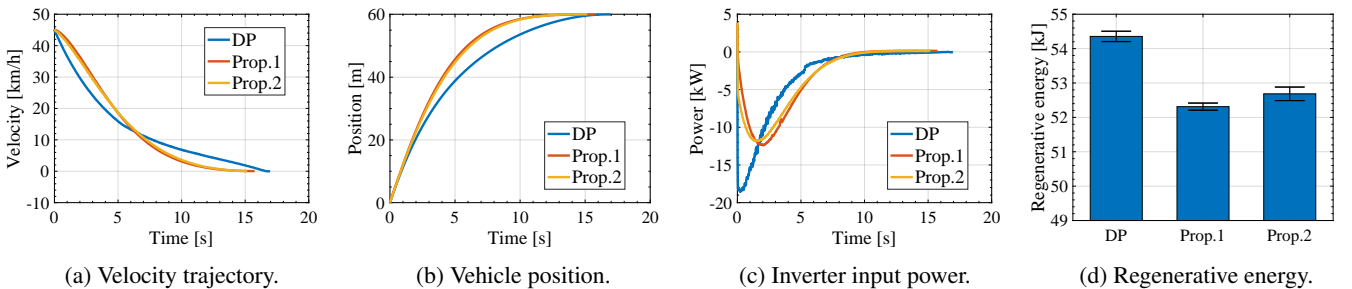 50
40
30
20
10
0
-10
Velocity [km/h]
0
5
10
15
20
Time [s]
DP
Prop.1
Prop.2
(a) Velocity trajectory.
60
40
20
0
Position [m]
0
5
10
15
20
Time [s]
DP
Prop.1
Prop.2
(b) Vehicle position.
5
0
-5
-10
-15
-20
Power [kW]
0
5
10
15
20
Time [s]
DP
Prop.1
Prop.2
(c) Inverter input power.
55
54
53
52
51
50
49
Regenerative energy [kJ]
DP
Prop.1
Prop.2
(d) Regenerative energy.